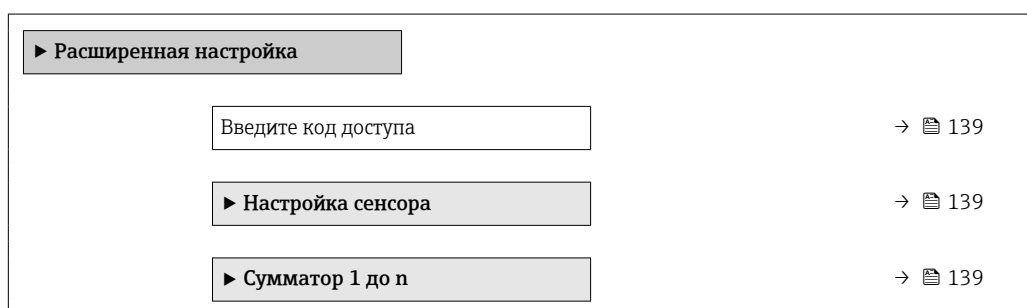 ▶ Расширенная настройка
Введите код доступа → 139
▶ Настройка сенсора → 139
▶ Сумматор 1 до n → 139